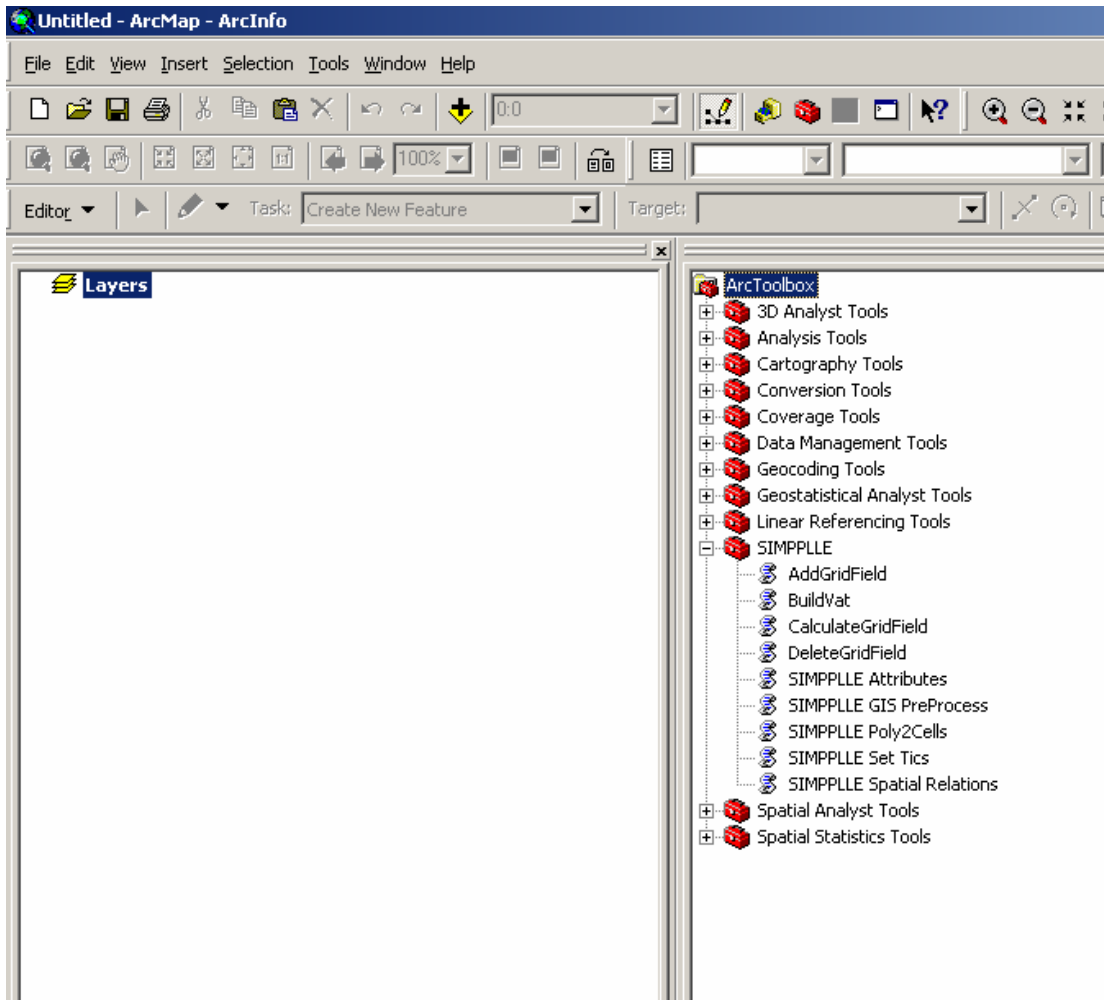 Untitled - ArcMap - ArcInfo
File Edit View Insert Selection Tools Window Help
0:0
1:1 100%
Editor Task: Create New Feature Target:
Layers
ArcToolbox
3D Analyst Tools
Analysis Tools
Cartography Tools
Conversion Tools
Coverage Tools
Data Management Tools
Geocoding Tools
Geostatistical Analyst Tools
Linear Referencing Tools
SIMPPLLE
AddGridField
BuildVat
CalculateGridField
DeleteGridField
SIMPPLLE Attributes
SIMPPLLE GIS PreProcess
SIMPPLLE Poly2Cells
SIMPPLLE Set Tics
SIMPPLLE Spatial Relations
Spatial Analyst Tools
Spatial Statistics Tools